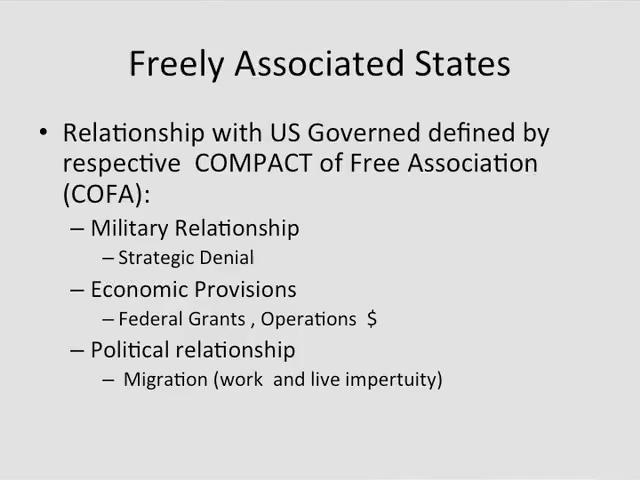 Freely Associated States
• Relationship with US Governed defined by
respective  COMPACT of Free Association
(COFA):
– Military Relationship
– Strategic Denial
– Economic Provisions
– Federal Grants , Operations  $
– Political relationship
–  Migration (work  and live impertuity)